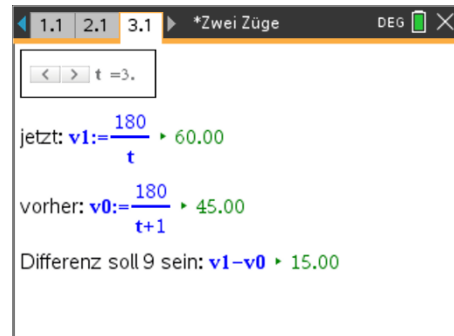 1.1 2.1 3.1 *Zwei Züge DEG
< > t =3.
jetzt: v1:=180/t ▸ 60.00
vorher: v0:=180/t+1 ▸ 45.00
Differenz soll 9 sein: v1−v0 ▸ 15.00